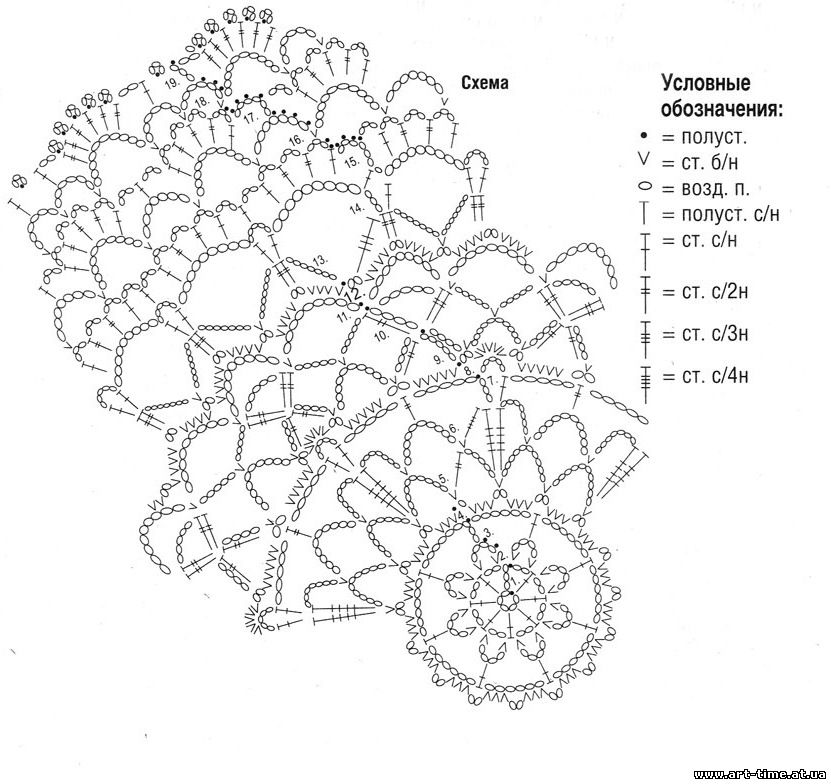 Схема
Условные
обозначения:
= полуст.
= ст. б/н
= возд. п.
= полуст. с/н
= ст. с/н
= ст. с/2н
= ст. с/3н
= ст. с/4н
19.
18.
17.
16.
15.
14.
13.
12.
11.
10.
9.
8.
7.
6.
5.
4.
3.
2.
1.
www.art-time.at.ua